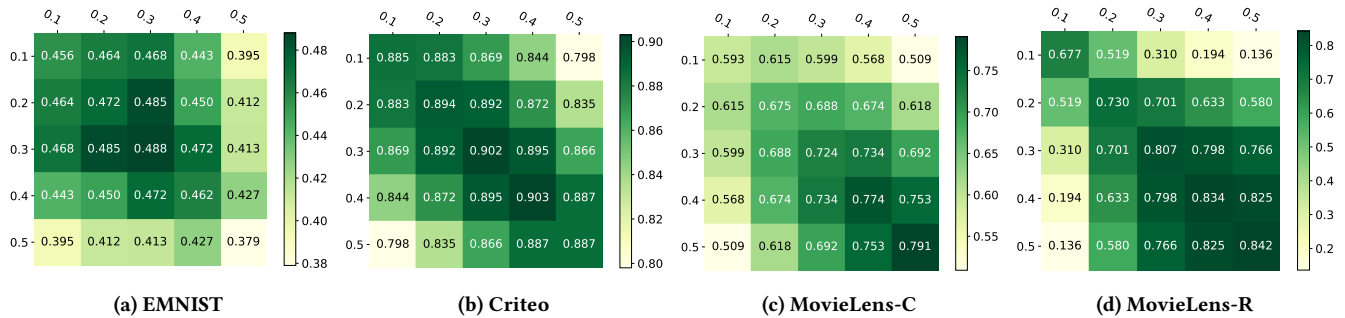 0.1 0.2 0.3 0.4 0.5
0.1 0.456 0.464 0.468 0.443 0.395
0.2 0.464 0.472 0.485 0.450 0.412
0.3 0.468 0.485 0.488 0.472 0.413
0.4 0.443 0.450 0.472 0.462 0.427
0.5 0.395 0.412 0.413 0.427 0.379
0.48
0.46
0.44
0.42
0.40
0.38
(a) EMNIST
0.1 0.2 0.3 0.4 0.5
0.1 0.885 0.883 0.869 0.844 0.798
0.2 0.883 0.894 0.892 0.872 0.835
0.3 0.869 0.892 0.902 0.895 0.866
0.4 0.844 0.872 0.895 0.903 0.887
0.5 0.798 0.835 0.866 0.887 0.887
0.90
0.88
0.86
0.84
0.82
0.80
(b) Criteo
0.1 0.2 0.3 0.4 0.5
0.1 0.593 0.615 0.599 0.568 0.509
0.2 0.615 0.675 0.688 0.674 0.618
0.3 0.599 0.688 0.724 0.734 0.692
0.4 0.568 0.674 0.734 0.774 0.753
0.5 0.509 0.618 0.692 0.753 0.791
0.75
0.70
0.65
0.60
0.55
(c) MovieLens-C
0.1 0.2 0.3 0.4 0.5
0.1 0.677 0.519 0.310 0.194 0.136
0.2 0.519 0.730 0.701 0.633 0.580
0.3 0.310 0.701 0.807 0.798 0.766
0.4 0.194 0.633 0.798 0.834 0.825
0.5 0.136 0.580 0.766 0.825 0.842
0.8
0.7
0.6
0.5
0.4
0.3
0.2
(d) MovieLens-R